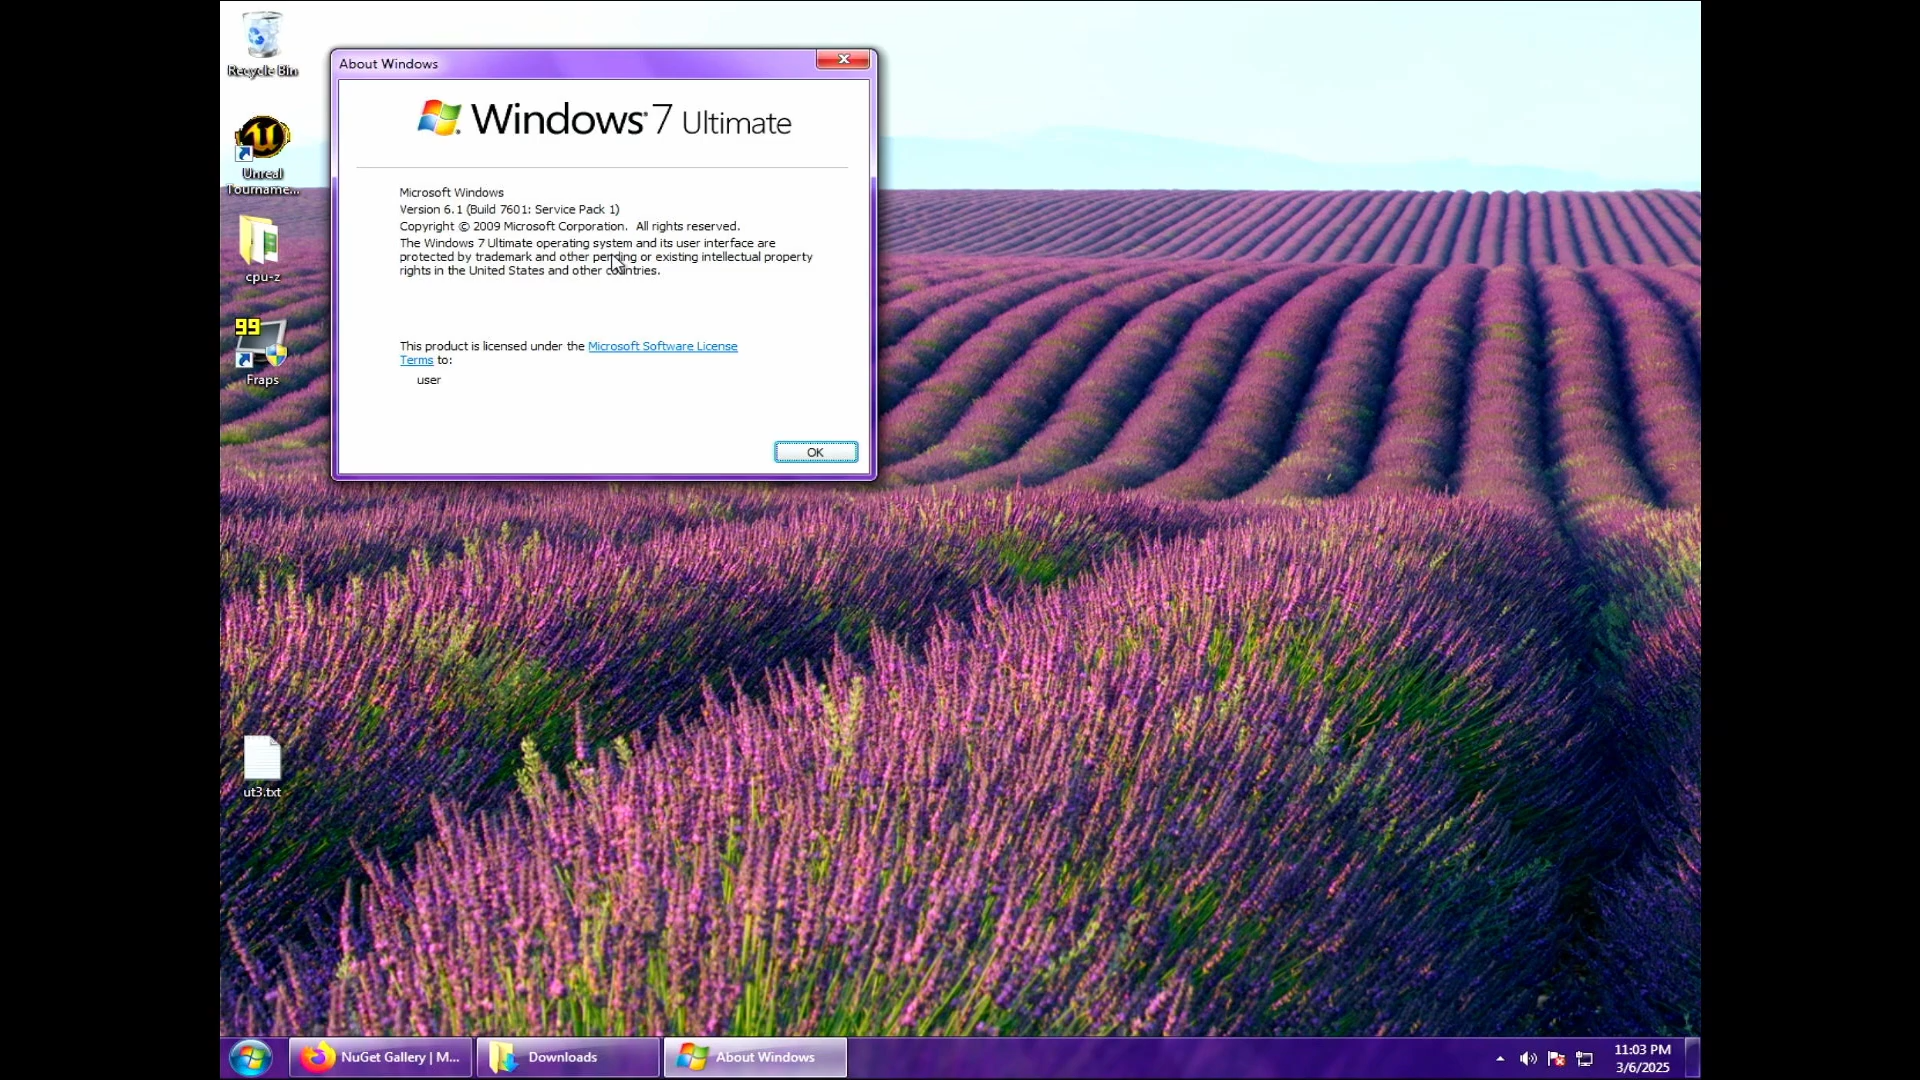 Recycle Bin
Unreal
Tourname...
cpu-z
99
Fraps
ut3.txt
About Windows
Windows 7 Ultimate
Microsoft Windows
Version 6.1 (Build 7601: Service Pack 1)
Copyright © 2009 Microsoft Corporation.  All rights reserved.
The Windows 7 Ultimate operating system and its user interface are
protected by trademark and other pending or existing intellectual property
rights in the United States and other countries.
This product is licensed under the Microsoft Software License
Terms to:
user
OK
NuGet Gallery | M...
Downloads
About Windows
11:03 PM
3/6/2025